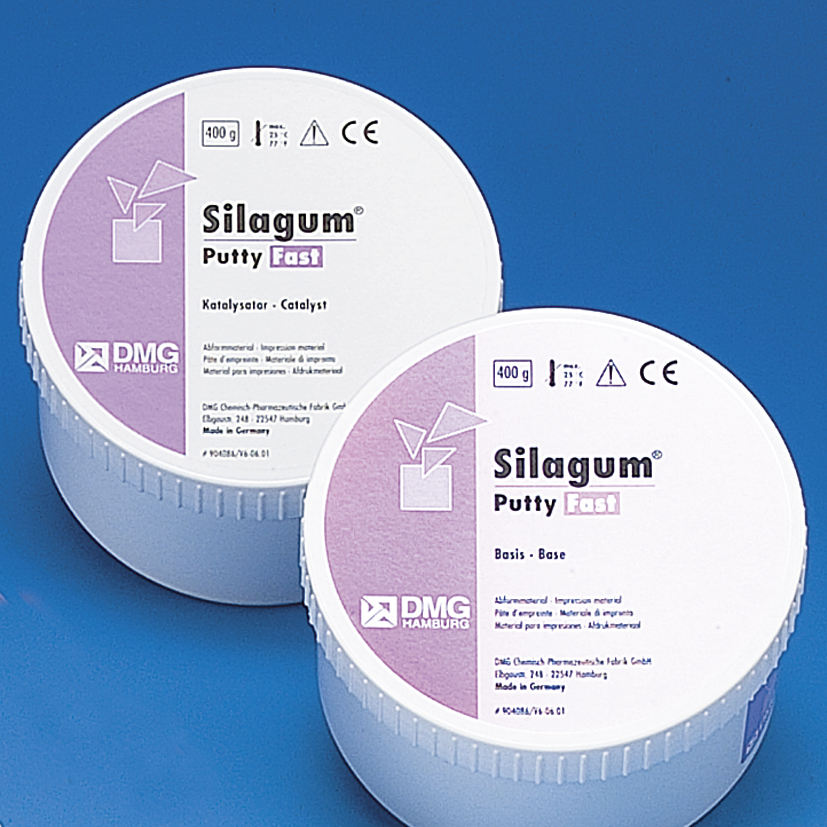 400 g max. 25 °C 77 °F CE
Silagum®
Putty Fast
Katalysator - Catalyst
DMG
HAMBURG
Abformmaterial · Impression material
Pâte d'empreinte · Materiale di impronta
Material para impresiones · Afdrukmateriaal
DMG Chemisch-Pharmazeutische Fabrik Gmb
Elbgaustr. 248 · 22547 Hamburg
Made in Germany
# 904086/V6-06.01
400 g max. 25 °C 77 °F CE
Silagum®
Putty Fast
Basis - Base
DMG
HAMBURG
Abformmaterial · Impression material
Pâte d'empreinte · Materiale di impronta
Material para impresiones · Afdrukmateriaal
DMG Chemisch-Pharmazeutische Fabrik GmbH
Elbgaustr. 248 · 22547 Hamburg
Made in Germany
# 904086/V6-06.01